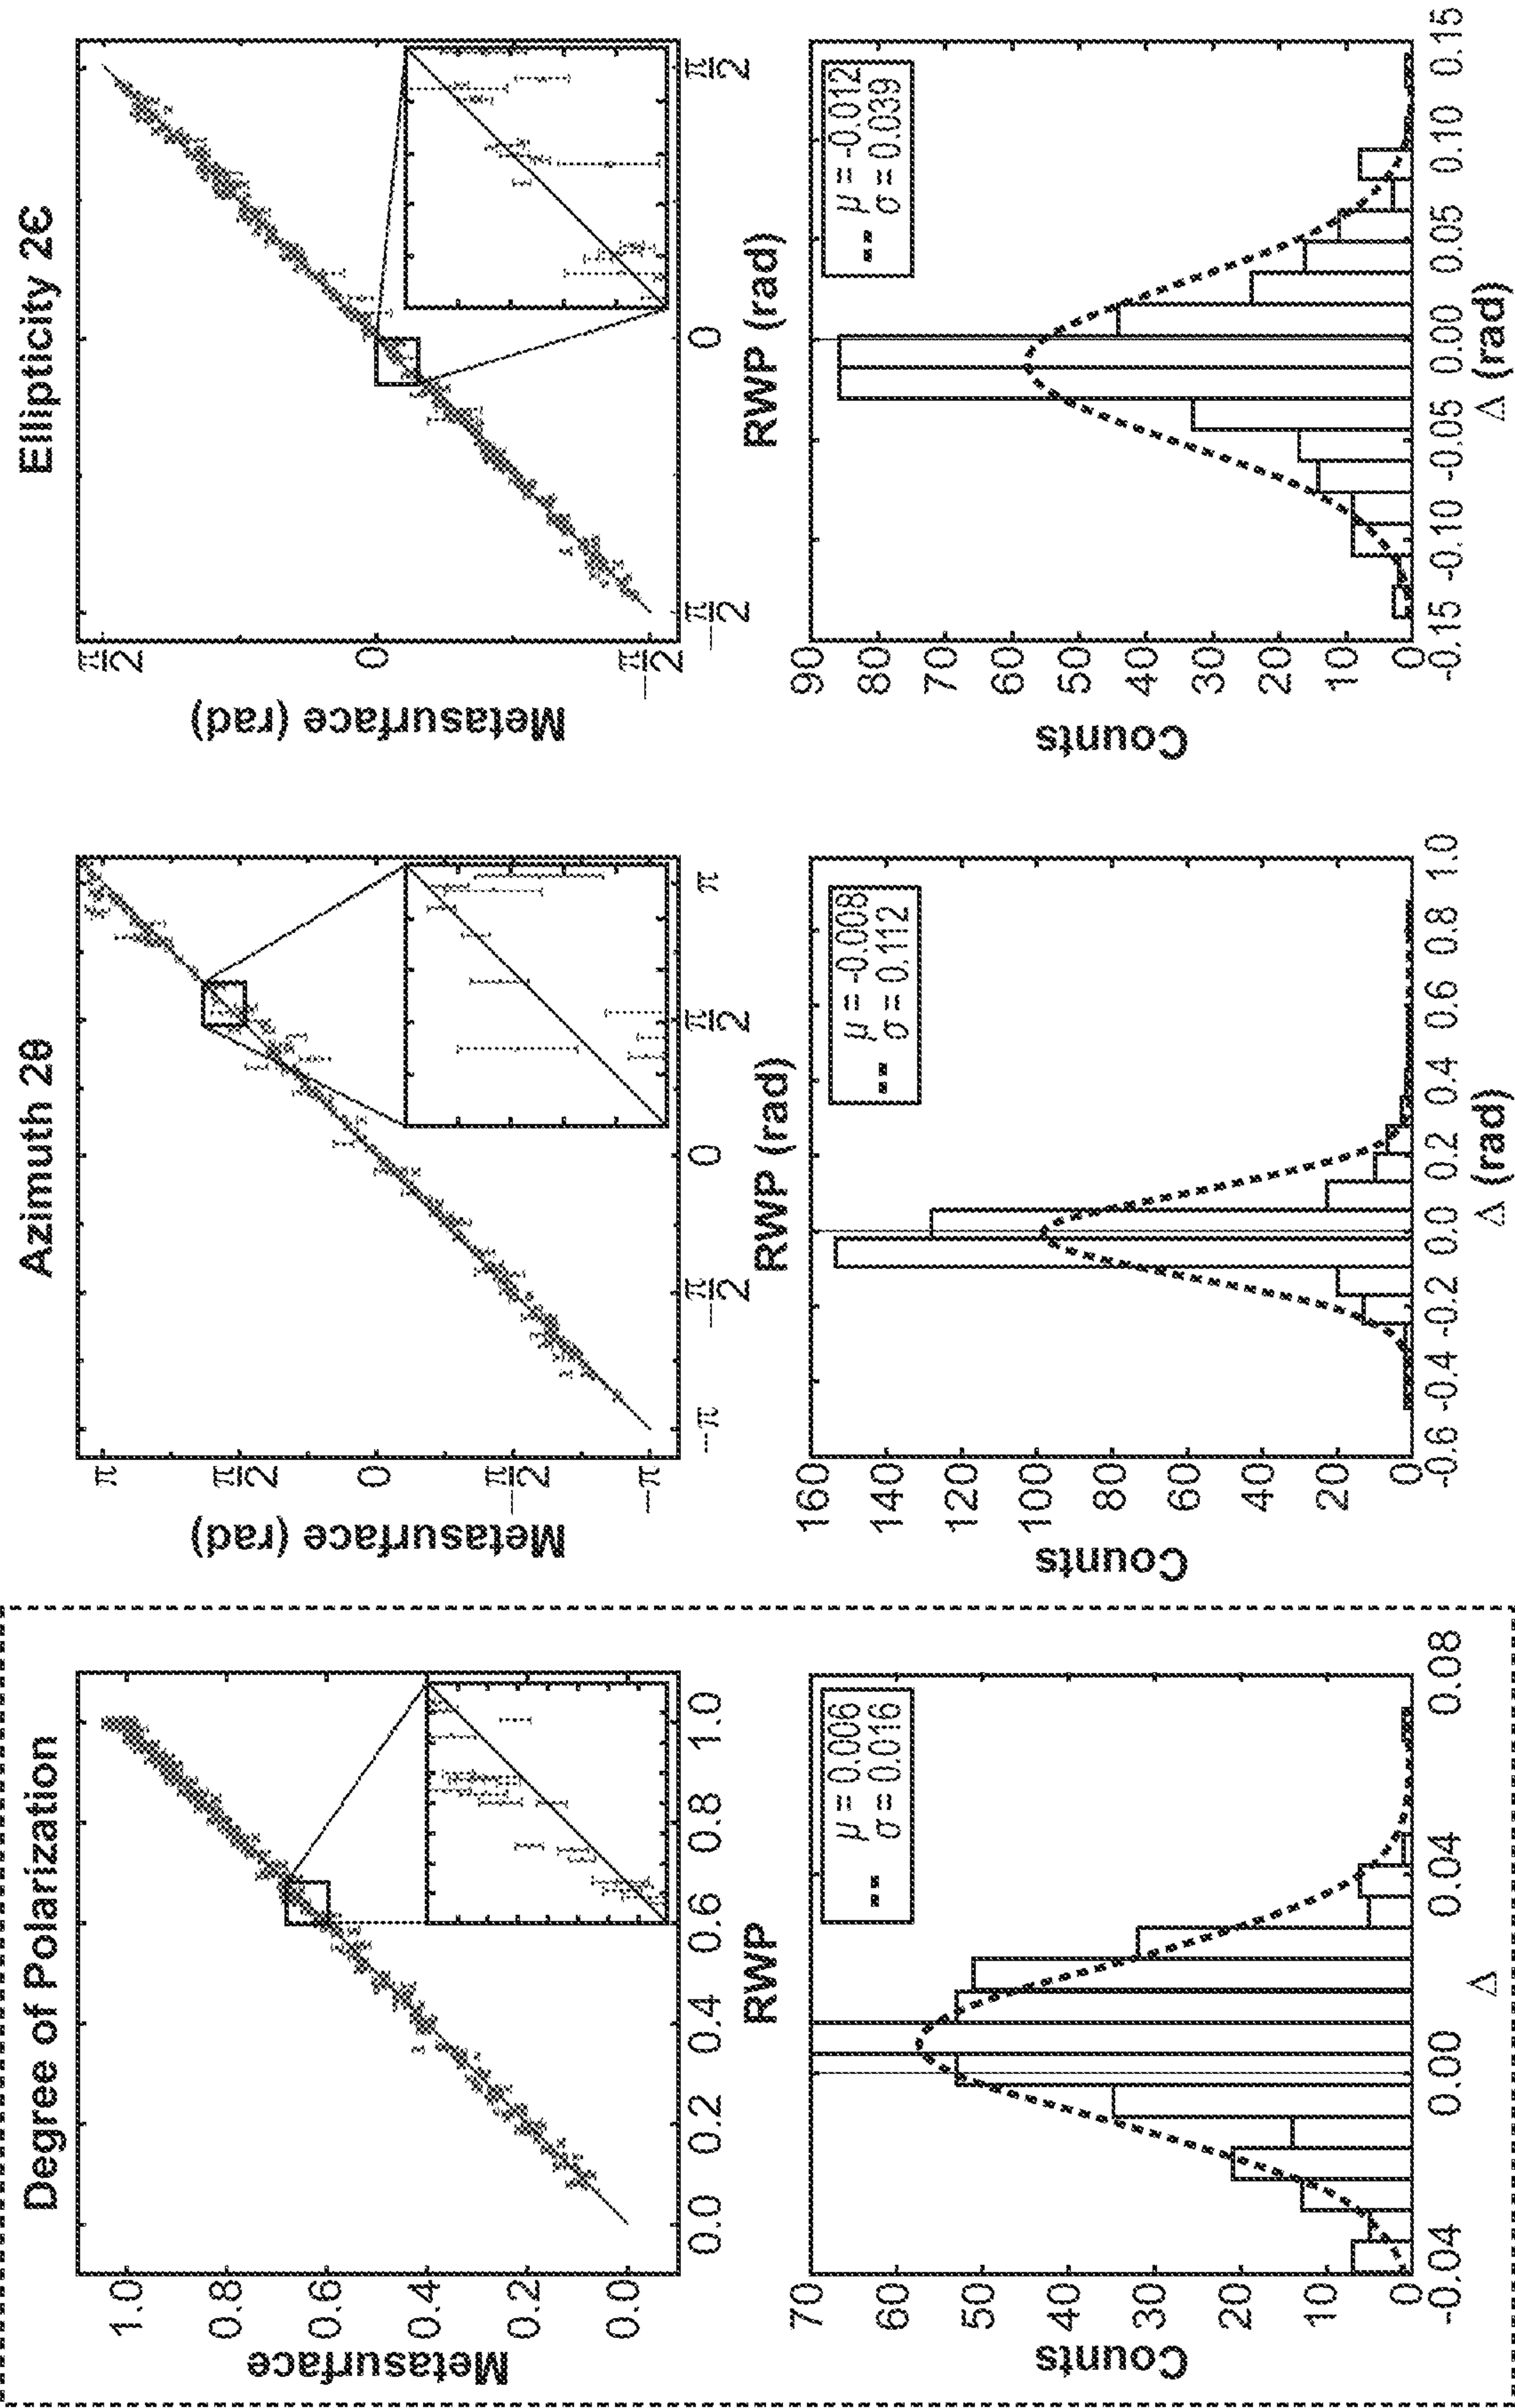 Degree of Polarization
Metasurface
1.0
0.8
0.6
0.4
0.2
0.0
0.0 0.2 0.4 0.6 0.8 1.0
RWP
Counts
70
60
50
40
30
20
10
0
μ = 0.006
σ = 0.016
-0.04 0.00 0.04 0.08
Δ
Azimuth 2θ
Metasurface (rad)
π
π/2
0
-π/2
-π
-π -π/2 0 π/2 π
RWP (rad)
Counts
160
140
120
100
80
60
40
20
0
μ = -0.008
σ = 0.112
-0.6 -0.4 -0.2 0.0 0.2 0.4 0.6 0.8 1.0
Δ (rad)
Ellipticity 2Є
Metasurface (rad)
π/2
0
-π/2
-π/2 0 π/2
RWP (rad)
Counts
90
80
70
60
50
40
30
20
10
0
μ = -0.012
σ = 0.039
-0.15 -0.10 -0.05 0.00 0.05 0.10 0.15
Δ (rad)